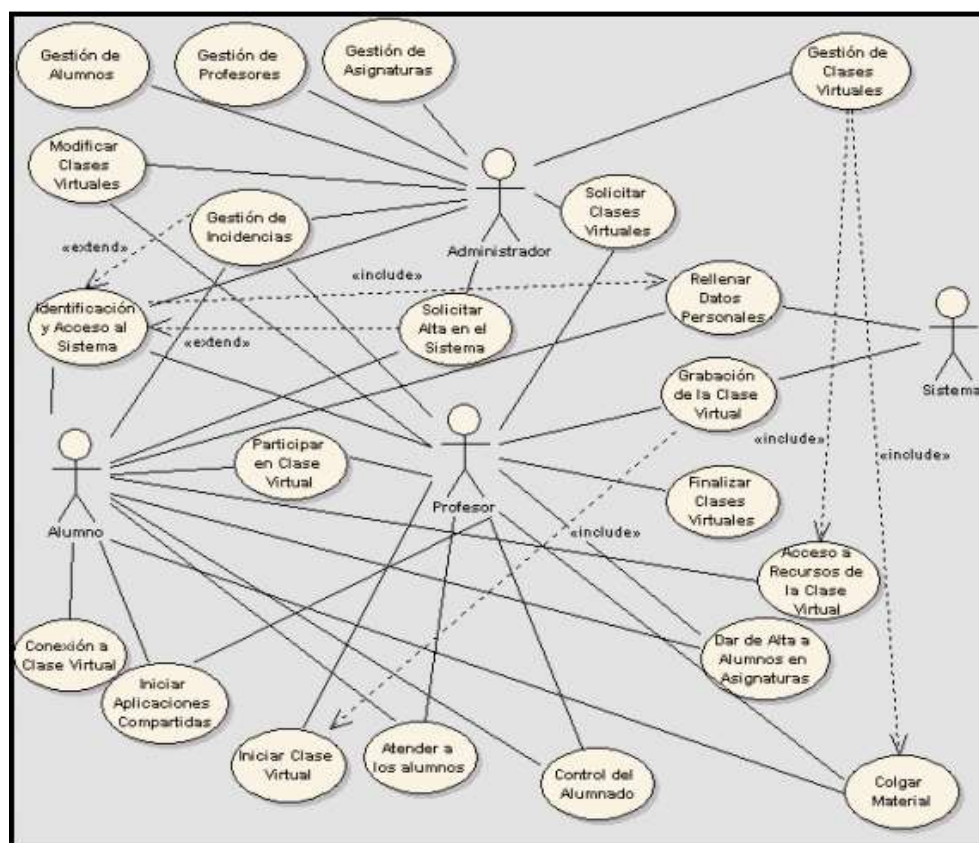 Gestión de
Alumnos
Gestión de
Profesores
Gestión de
Asignaturas
Gestión de
Clases
Virtuales
Modificar
Clases
Virtuales
Gestión de
Incidencias
Administrador
Solicitar
Clases
Virtuales
«extend»
«include»
Identificación
y Acceso al
Sistema
«extend»
Solicitar
Alta en el
Sistema
Rellenar
Datos
Personales
Sistema
Grabación
de la Clase
Virtual
«include»
«include»
Participar
en Clase
Virtual
Alumno
Profesor
Finalizar
Clases
Virtuales
«include»
Acceso a
Recursos de
la Clase
Virtual
Conexión a
Clase Virtual
Iniciar
Aplicaciones
Compartidas
Dar de Alta a
Alumnos en
Asignaturas
Iniciar Clase
Virtual
Atender a
los alumnos
Control del
Alumnado
Colgar
Material